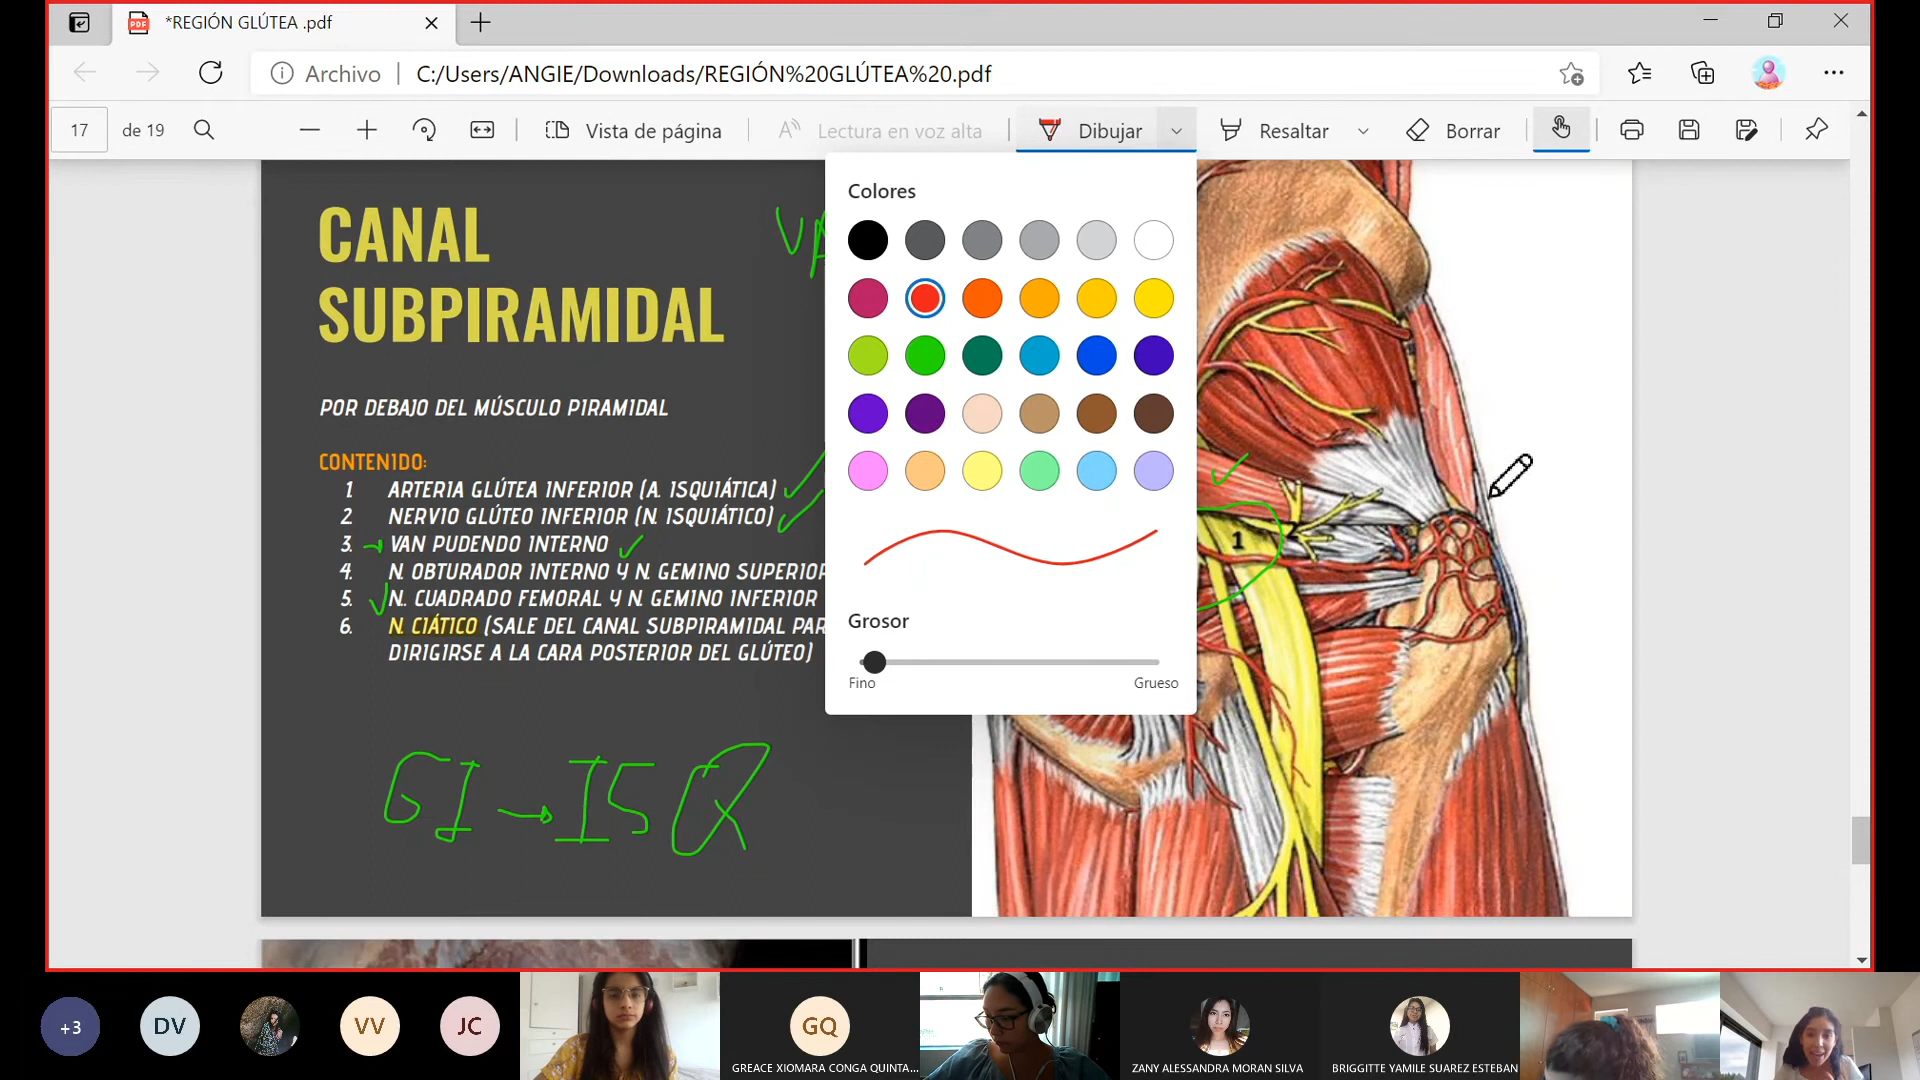 *REGIÓN GLÚTEA .pdf
Archivo
C:/Users/ANGIE/Downloads/REGIÓN%20GLÚTEA%20.pdf
17 de 19
Vista de página
Lectura en voz alta
Dibujar
Resaltar
Borrar
CANAL
SUBPIRAMIDAL
VA
POR DEBAJO DEL MÚSCULO PIRAMIDAL
CONTENIDO:
1. ARTERIA GLÚTEA INFERIOR (A. ISQUIÁTICA)
2. NERVIO GLÚTEO INFERIOR (N. ISQUIÁTICO)
3. VAN PUDENDO INTERNO
4. N. OBTURADOR INTERNO Y N. GEMINO SUPERIOR
5. N.. CUADRADO FEMORAL Y N. GEMINO INFERIOR
6. N. CIÁTICO (SALE DEL CANAL SUBPIRAMIDAL PAR
DIRIGIRSE A LA CARA POSTERIOR DEL GLÚTEO)
GI → ISQ
Colores
Grosor
Fino
Grueso
1
+3
DV
VV
JC
GQ
GREACE XIOMARA CONGA QUINTA...
ZANY ALESSANDRA MORAN SILVA
BRIGGITTE YAMILE SUAREZ ESTEBAN